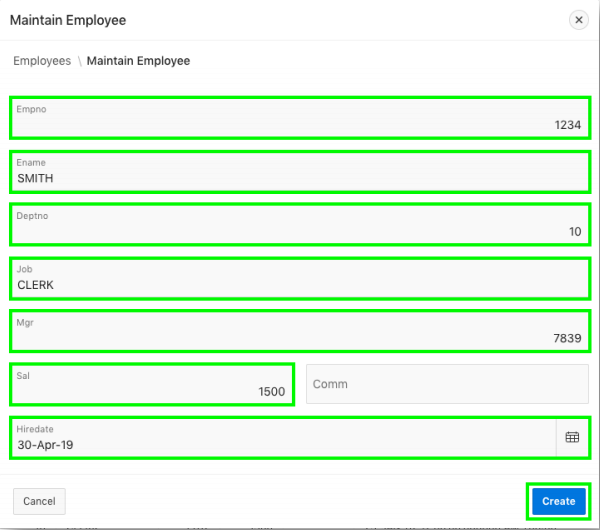 Maintain Employee
Employees \ Maintain Employee
Empno
1234
Ename
SMITH
Deptno
10
Job
CLERK
Mgr
7839
Sal
1500
Comm
Hiredate
30-Apr-19
Cancel
Create